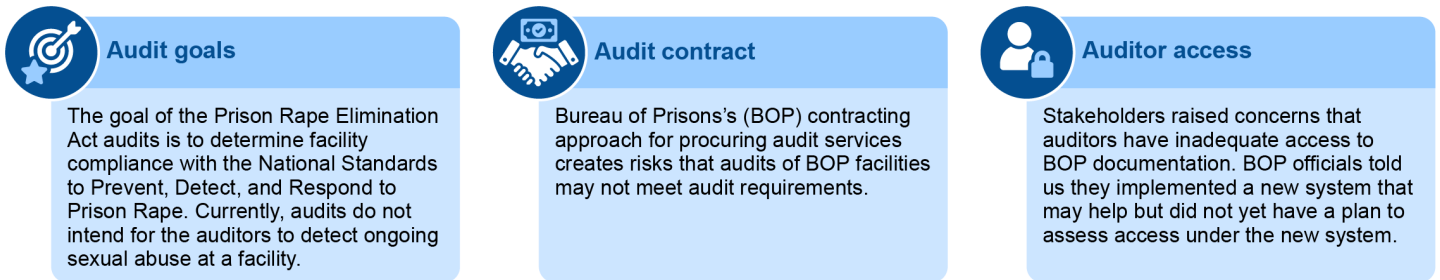 Audit goals
The goal of the Prison Rape Elimination
Act audits is to determine facility
compliance with the National Standards
to Prevent, Detect, and Respond to
Prison Rape. Currently, audits do not
intend for the auditors to detect ongoing
sexual abuse at a facility.
Audit contract
Bureau of Prisons’s (BOP) contracting
approach for procuring audit services
creates risks that audits of BOP facilities
may not meet audit requirements.
Auditor access
Stakeholders raised concerns that
auditors have inadequate access to
BOP documentation. BOP officials told
us they implemented a new system that
may help but did not yet have a plan to
assess access under the new system.